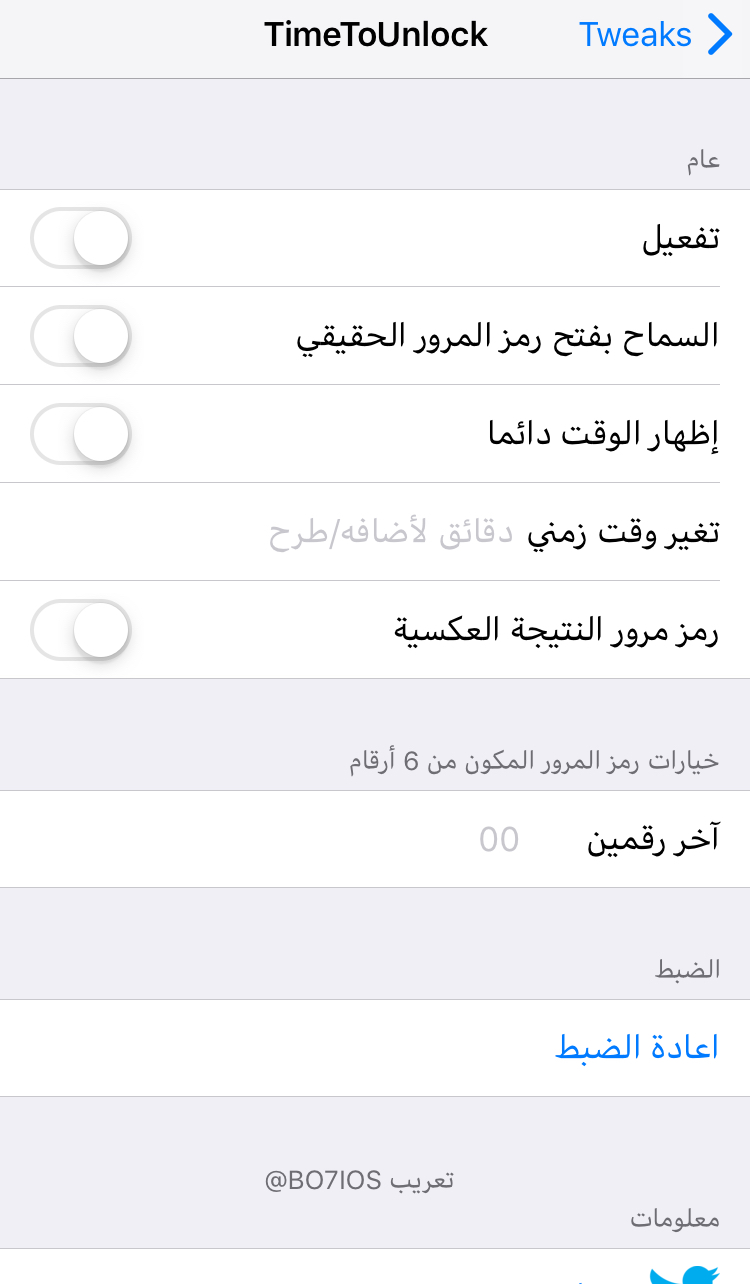 TimeToUnlock
Tweaks
عام
تفعيل
السماح بفتح رمز المرور الحقيقي
إظهار الوقت دائما
تغير وقت زمني دقائق لأضافه/طرح
رمز مرور النتيجة العكسية
خيارات رمز المرور المكون من 6 أرقام
آخر رقمين 00
الضبط
اعادة الضبط
تعريب BO7IOS@
معلومات